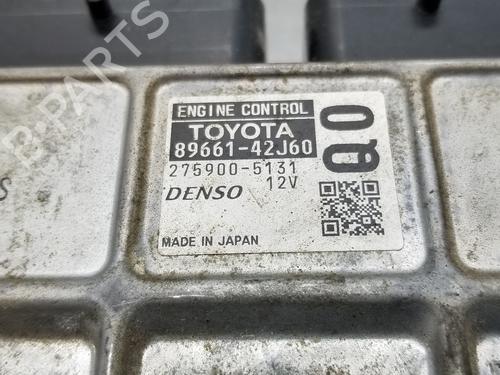 B-PARTS
ENGINE CONTROL
TOYOTA
89661-42J60
275900-5131
DENSO 12V
MADE IN JAPAN
Q0